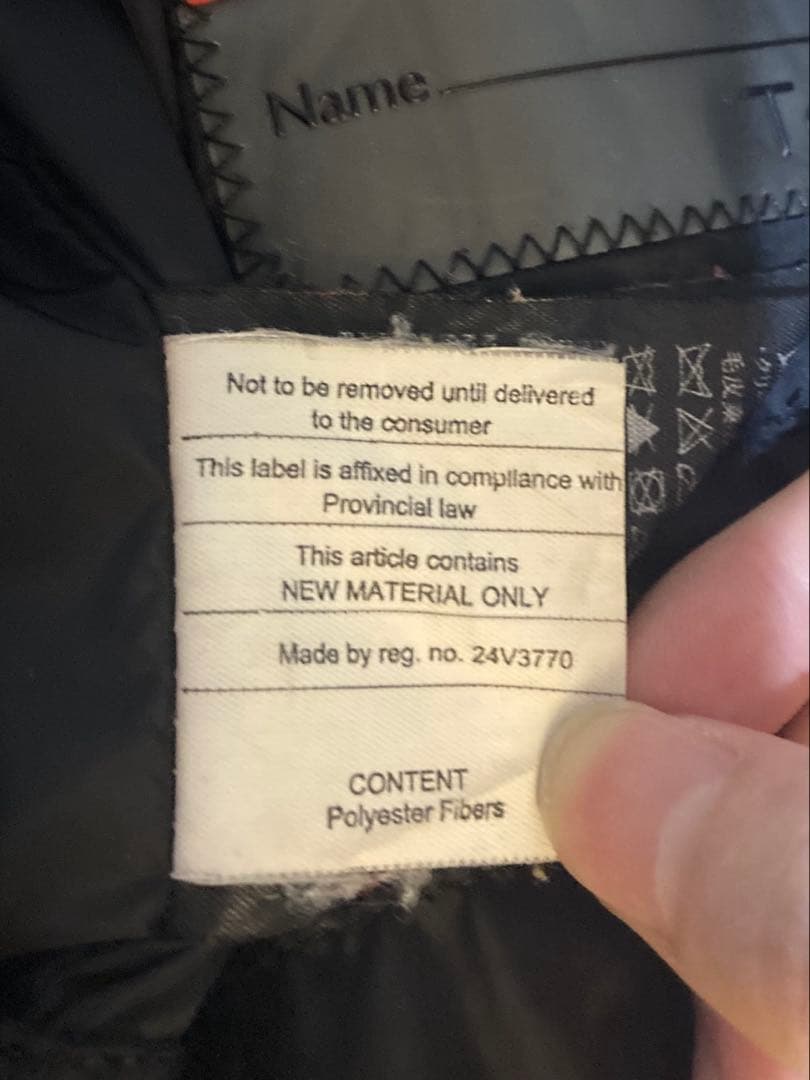 Name
T
Not to be removed until delivered
to the consumer
This label is affixed in compliance with
Provincial law
This article contains
NEW MATERIAL ONLY
Made by reg. no. 24V3770
CONTENT
Polyester Fibers